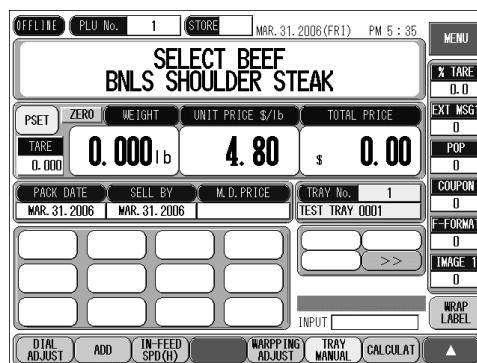 OFFLINE PLU No. 1 STORE MAR. 31. 2006 (FRI) PM 5 : 35 MENU
SELECT BEEF
BNLS SHOULDER STEAK
% TARE
0.0
PSET ZERO WEIGHT UNIT PRICE $/lb TOTAL PRICE
EXT MSG
0
TARE
0.000 0.000 lb 4.80 $ 0.00
POP
0
PACK DATE SELL BY M.D.PRICE TRAY No. 1
MAR. 31. 2006 MAR. 31. 2006 TEST TRAY 0001
COUPON
0
F-FORMA
0
>>
IMAGE 1
0
INPUT
WRAP
LABEL
DIAL
ADJUST
ADD
IN-FEED
SPD(H)
WARPPING
ADJUST
TRAY
MANUAL
CALCULAT
▲